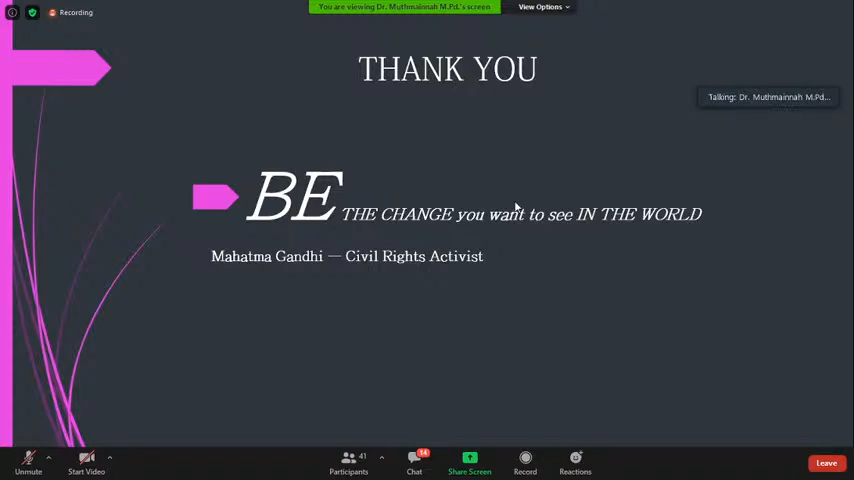 Recording
You are viewing Dr. Muthmainnah M.Pd.'s screen
View Options
THANK YOU
Talking: Dr. Muthmainnah M.Pd...
BE THE CHANGE you want to see IN THE WORLD
Mahatma Gandhi — Civil Rights Activist
Unmute
Start Video
Participants
41
Chat
14
Share Screen
Record
Reactions
Leave